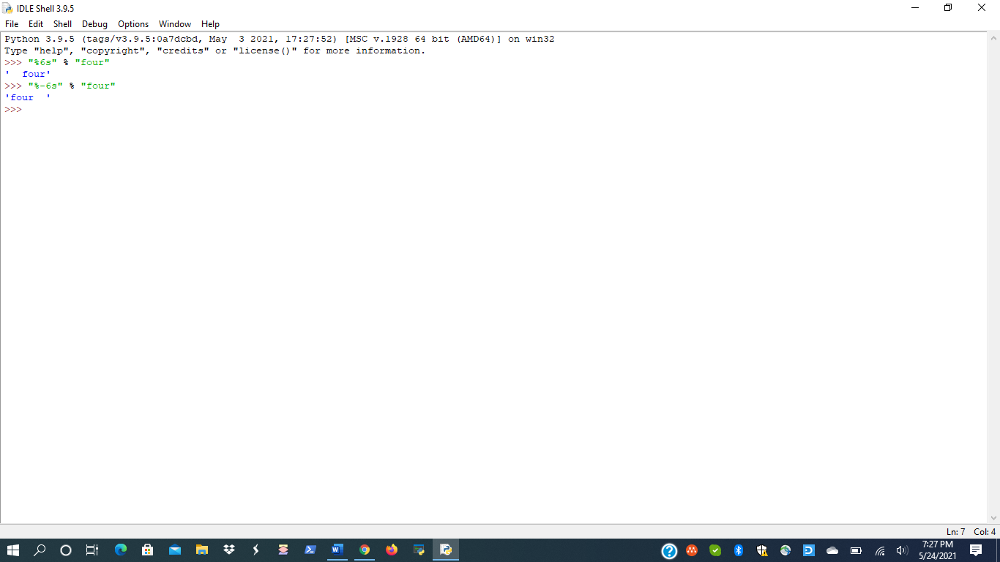 IDLE Shell 3.9.5
File Edit Shell Debug Options Window Help
Python 3.9.5 (tags/v3.9.5:0a7dcbd, May  3 2021, 17:27:52) [MSC v.1928 64 bit (AMD64)] on win32
Type "help", "copyright", "credits" or "license()" for more information.
>>> "%6s" % "four"
'  four'
>>> "%-6s" % "four"
'four  '
>>>
Ln: 7 Col: 4
7:27 PM
5/24/2021